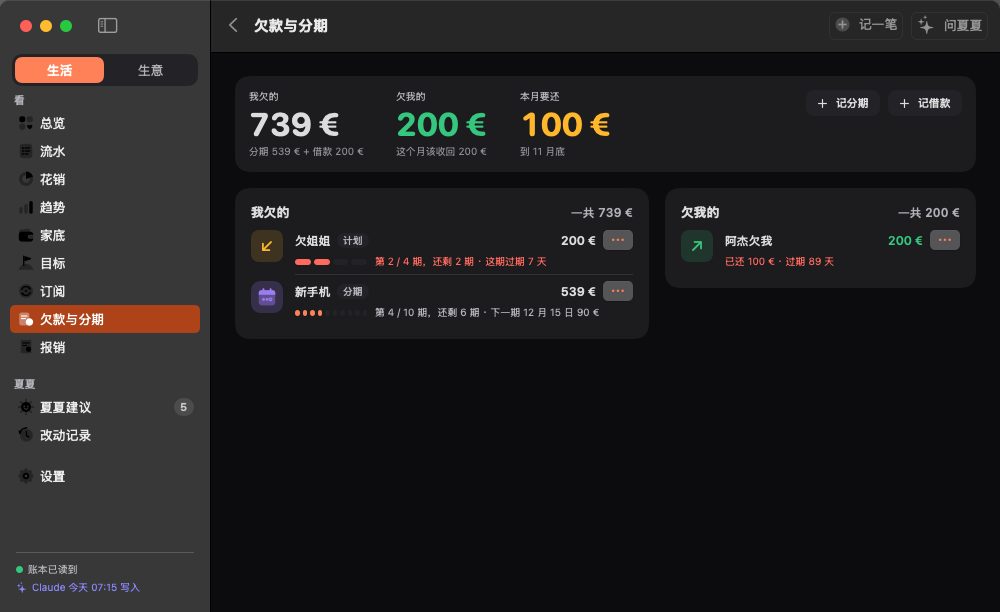 欠款与分期
记一笔
问夏夏
生活
生意
看
总览
流水
花销
趋势
家底
目标
订阅
欠款与分期
报销
夏夏
夏夏建议
5
改动记录
设置
账本已读到
Claude 今天 07:15 写入
我欠的
739 €
分期 539 € + 借款 200 €
欠我的
200 €
这个月该收回 200 €
本月要还
100 €
到 11 月底
+ 记分期
+ 记借款
我欠的
一共 739 €
欠姐姐 计划
200 €
第 2 / 4 期，还剩 2 期 · 这期过期 7 天
新手机 分期
539 €
第 4 / 10 期，还剩 6 期 · 下一期 12 月 15 日 90 €
欠我的
一共 200 €
阿杰欠我
200 €
已还 100 € · 过期 89 天